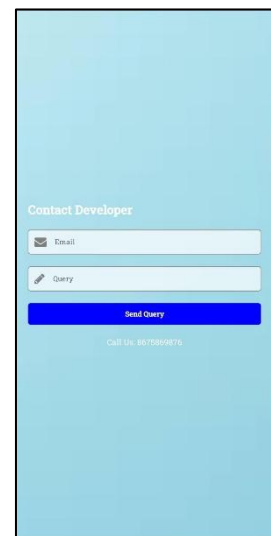 Contact Developer
Email
Query
Send Query
Call Us: 8675869876